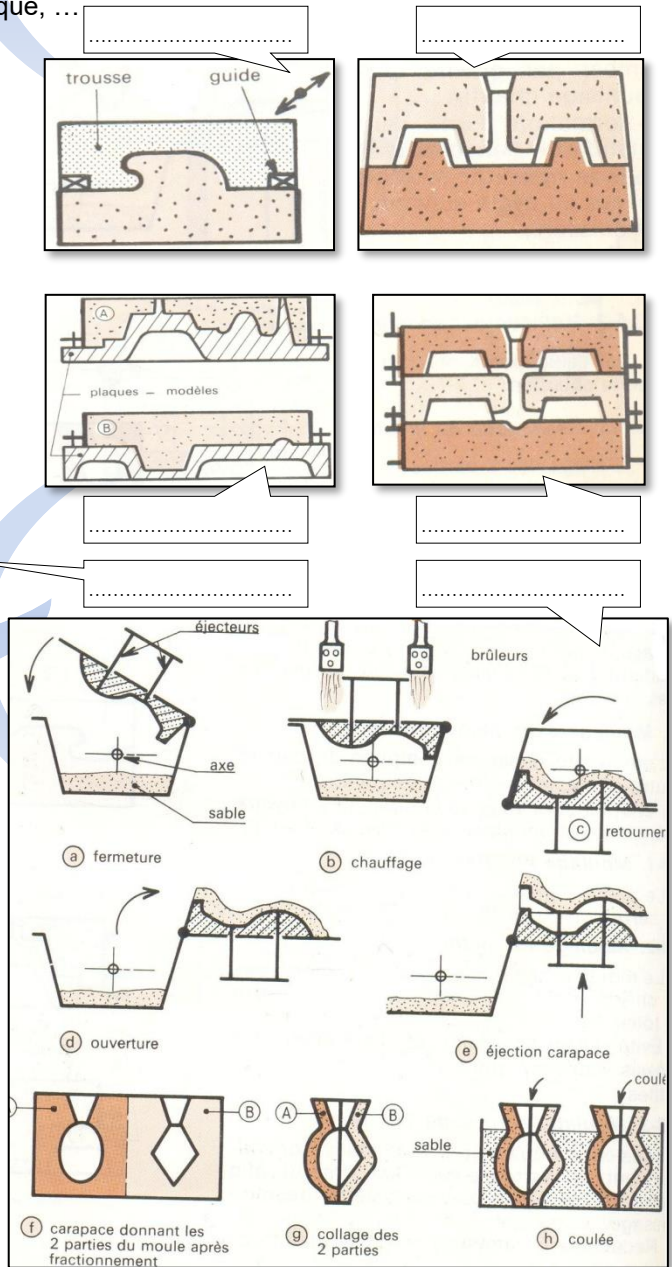 que, …
……………………………
……………………………
trousse
guide
A
plaques – modèles
B
……………………………
……………………………
……………………………
……………………………
éjecteurs
brûleurs
axe
sable
c
retourner
a fermeture
b chauffage
d ouverture
e éjection carapace
B
A
B
coulé
sable
f carapace donnant les
2 parties du moule après
fractionnement
g collage des
2 parties
h coulée